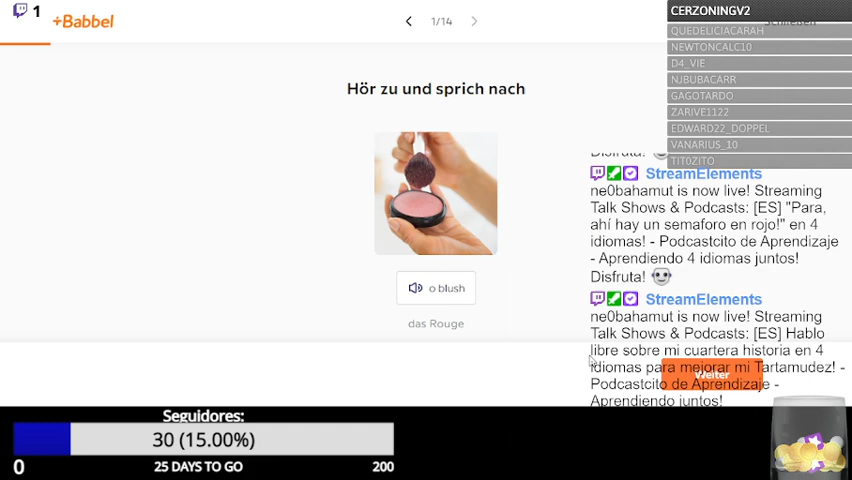 1
+Babbel
1/14
CERZONINGV2
QUEDELICIACARAH
NEWTONCALC10
D4_VIE
NJBUBACARR
GAGOTARDO
ZARIVE1122
EDWARD22_DOPPEL
VANARIUS_10
TIT0ZITO
Hör zu und sprich nach
o blush
das Rouge
Weiter
Disfruta!
StreamElements
ne0bahamut is now live! Streaming
Talk Shows & Podcasts: [ES] "Para,
ahí hay un semaforo en rojo!" en 4
idiomas! - Podcastcito de Aprendizaje
- Aprendiendo 4 idiomas juntos!
Disfruta!
StreamElements
ne0bahamut is now live! Streaming
Talk Shows & Podcasts: [ES] Hablo
libre sobre mi cuartera historia en 4
idiomas para mejorar mi Tartamudez! -
Podcastcito de Aprendizaje -
Aprendiendo juntos!
Seguidores:
30 (15.00%)
0
25 DAYS TO GO
200